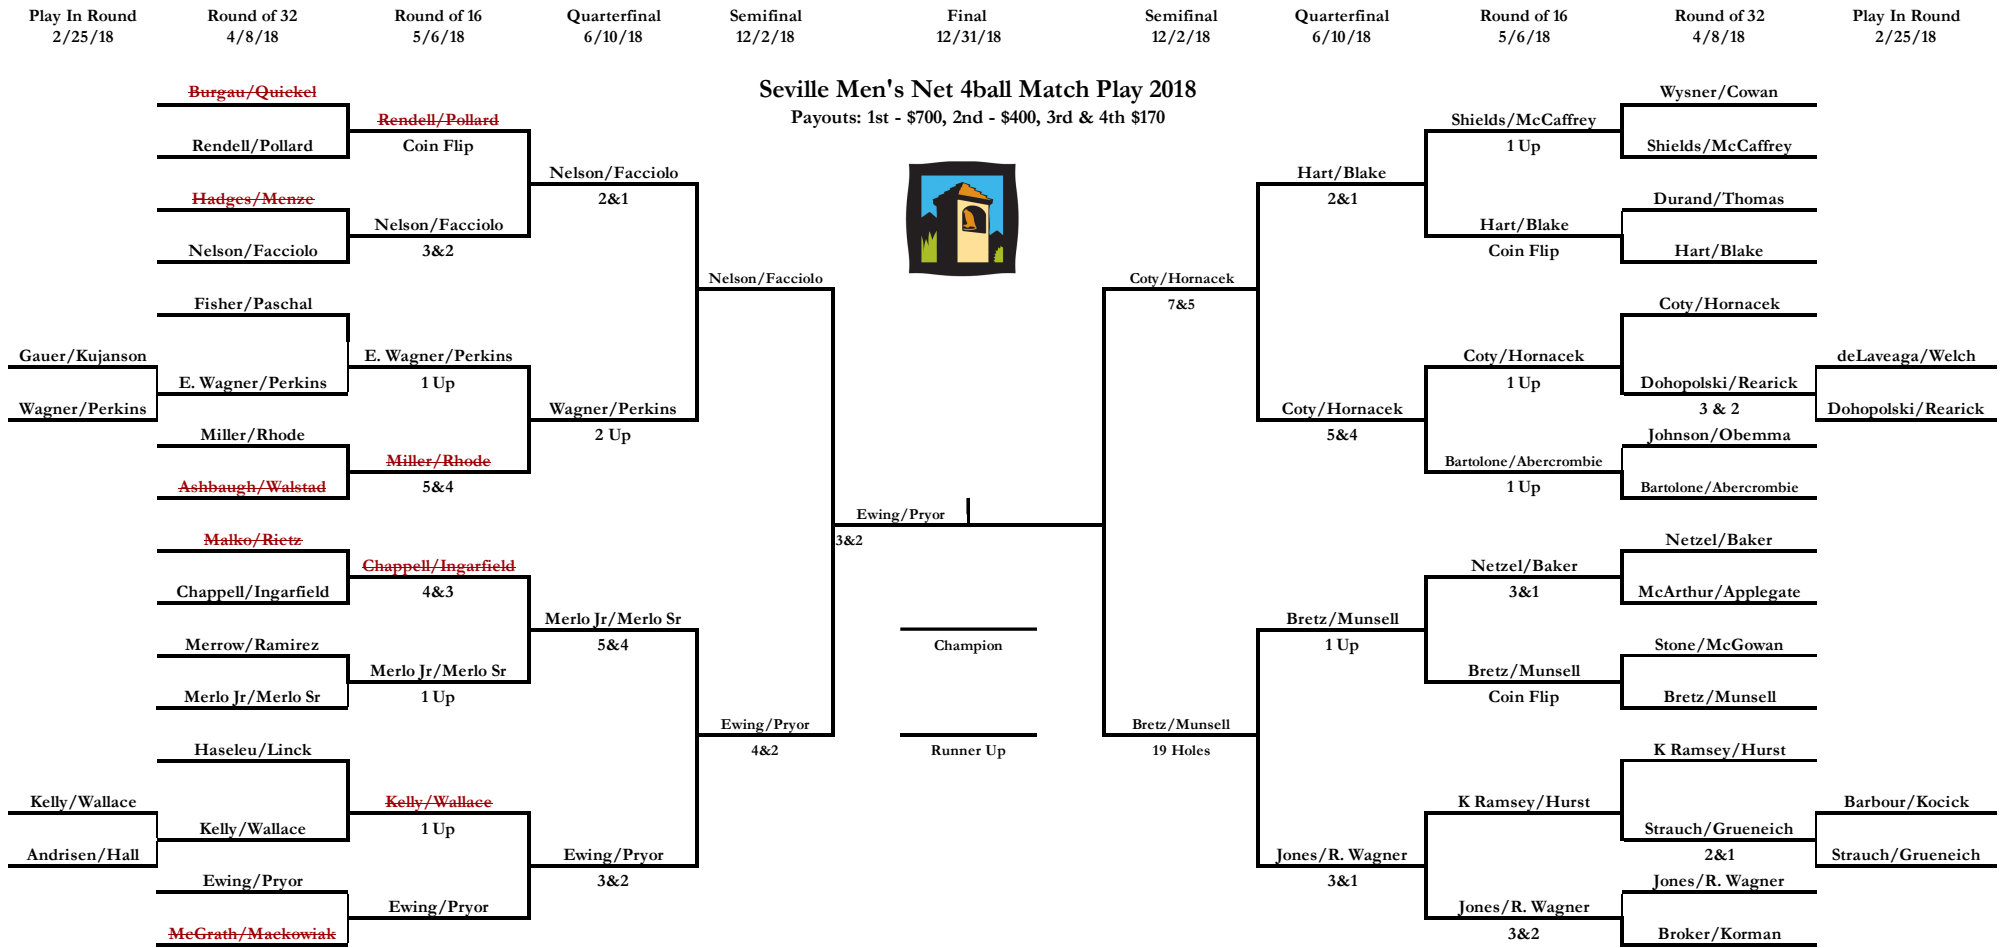 Play In Round
2/25/18
Round of 32
4/8/18
Round of 16
5/6/18
Quarterfinal
6/10/18
Semifinal
12/2/18
Final
12/31/18
Semifinal
12/2/18
Quarterfinal
6/10/18
Round of 16
5/6/18
Round of 32
4/8/18
Play In Round
2/25/18
Seville Men's Net 4ball Match Play 2018
Payouts: 1st - $700, 2nd - $400, 3rd & 4th $170
Gauer/Kujanson
Wagner/Perkins
Kelly/Wallace
Andrisen/Hall
Burgau/Quickel
Rendell/Pollard
Hadges/Menze
Nelson/Facciolo
Fisher/Paschal
E. Wagner/Perkins
Miller/Rhode
Ashbaugh/Walstad
Malko/Rietz
Chappell/Ingarfield
Merrow/Ramirez
Merlo Jr/Merlo Sr
Haseleu/Linck
Kelly/Wallace
Ewing/Pryor
McGrath/Mackowiak
Rendell/Pollard
Coin Flip
Nelson/Facciolo
3&2
E. Wagner/Perkins
1 Up
Miller/Rhode
5&4
Chappell/Ingarfield
4&3
Merlo Jr/Merlo Sr
1 Up
Kelly/Wallace
1 Up
Ewing/Pryor
Nelson/Facciolo
2&1
Wagner/Perkins
2 Up
Merlo Jr/Merlo Sr
5&4
Ewing/Pryor
3&2
Nelson/Facciolo
Ewing/Pryor
4&2
Ewing/Pryor
3&2
Champion
Runner Up
Coty/Hornacek
7&5
Bretz/Munsell
19 Holes
Hart/Blake
2&1
Coty/Hornacek
5&4
Bretz/Munsell
1 Up
Jones/R. Wagner
3&1
Shields/McCaffrey
1 Up
Hart/Blake
Coin Flip
Coty/Hornacek
1 Up
Bartolone/Abercrombie
1 Up
Netzel/Baker
3&1
Bretz/Munsell
Coin Flip
K Ramsey/Hurst
Jones/R. Wagner
3&2
Wysner/Cowan
Shields/McCaffrey
Durand/Thomas
Hart/Blake
Coty/Hornacek
Dohopolski/Rearick
3 & 2
Johnson/Obemma
Bartolone/Abercrombie
Netzel/Baker
McArthur/Applegate
Stone/McGowan
Bretz/Munsell
K Ramsey/Hurst
Strauch/Grueneich
2&1
Jones/R. Wagner
Broker/Korman
deLaveaga/Welch
Dohopolski/Rearick
Barbour/Kocick
Strauch/Grueneich